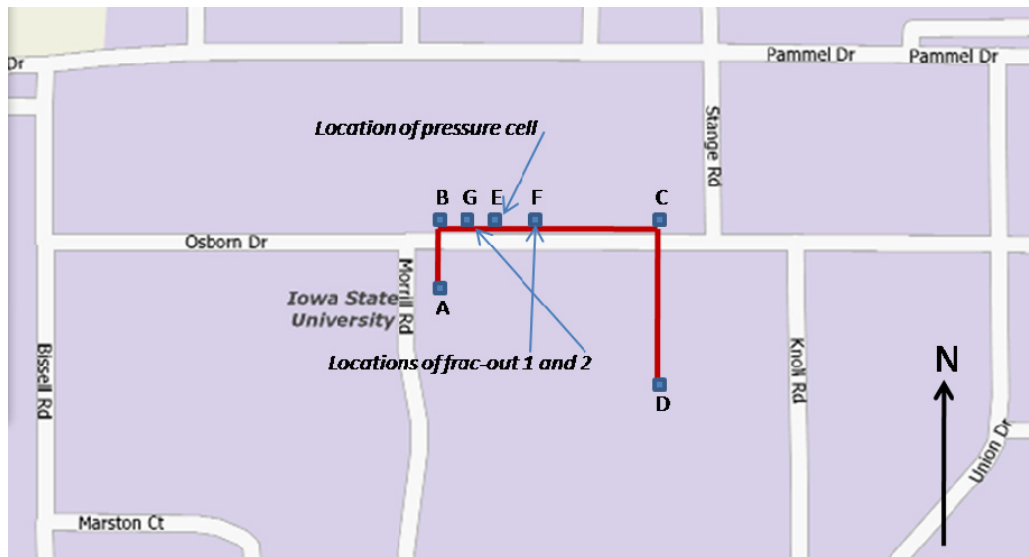 Dr
Pammel Dr
Pammel Dr
Location of pressure cell
Stange Rd
B G E F C
Osborn Dr
Morrill Rd
A
Iowa State
University
Locations of frac-out 1 and 2
Bissell Rd
Knoll Rd
N
D
Union Dr
Marston Ct